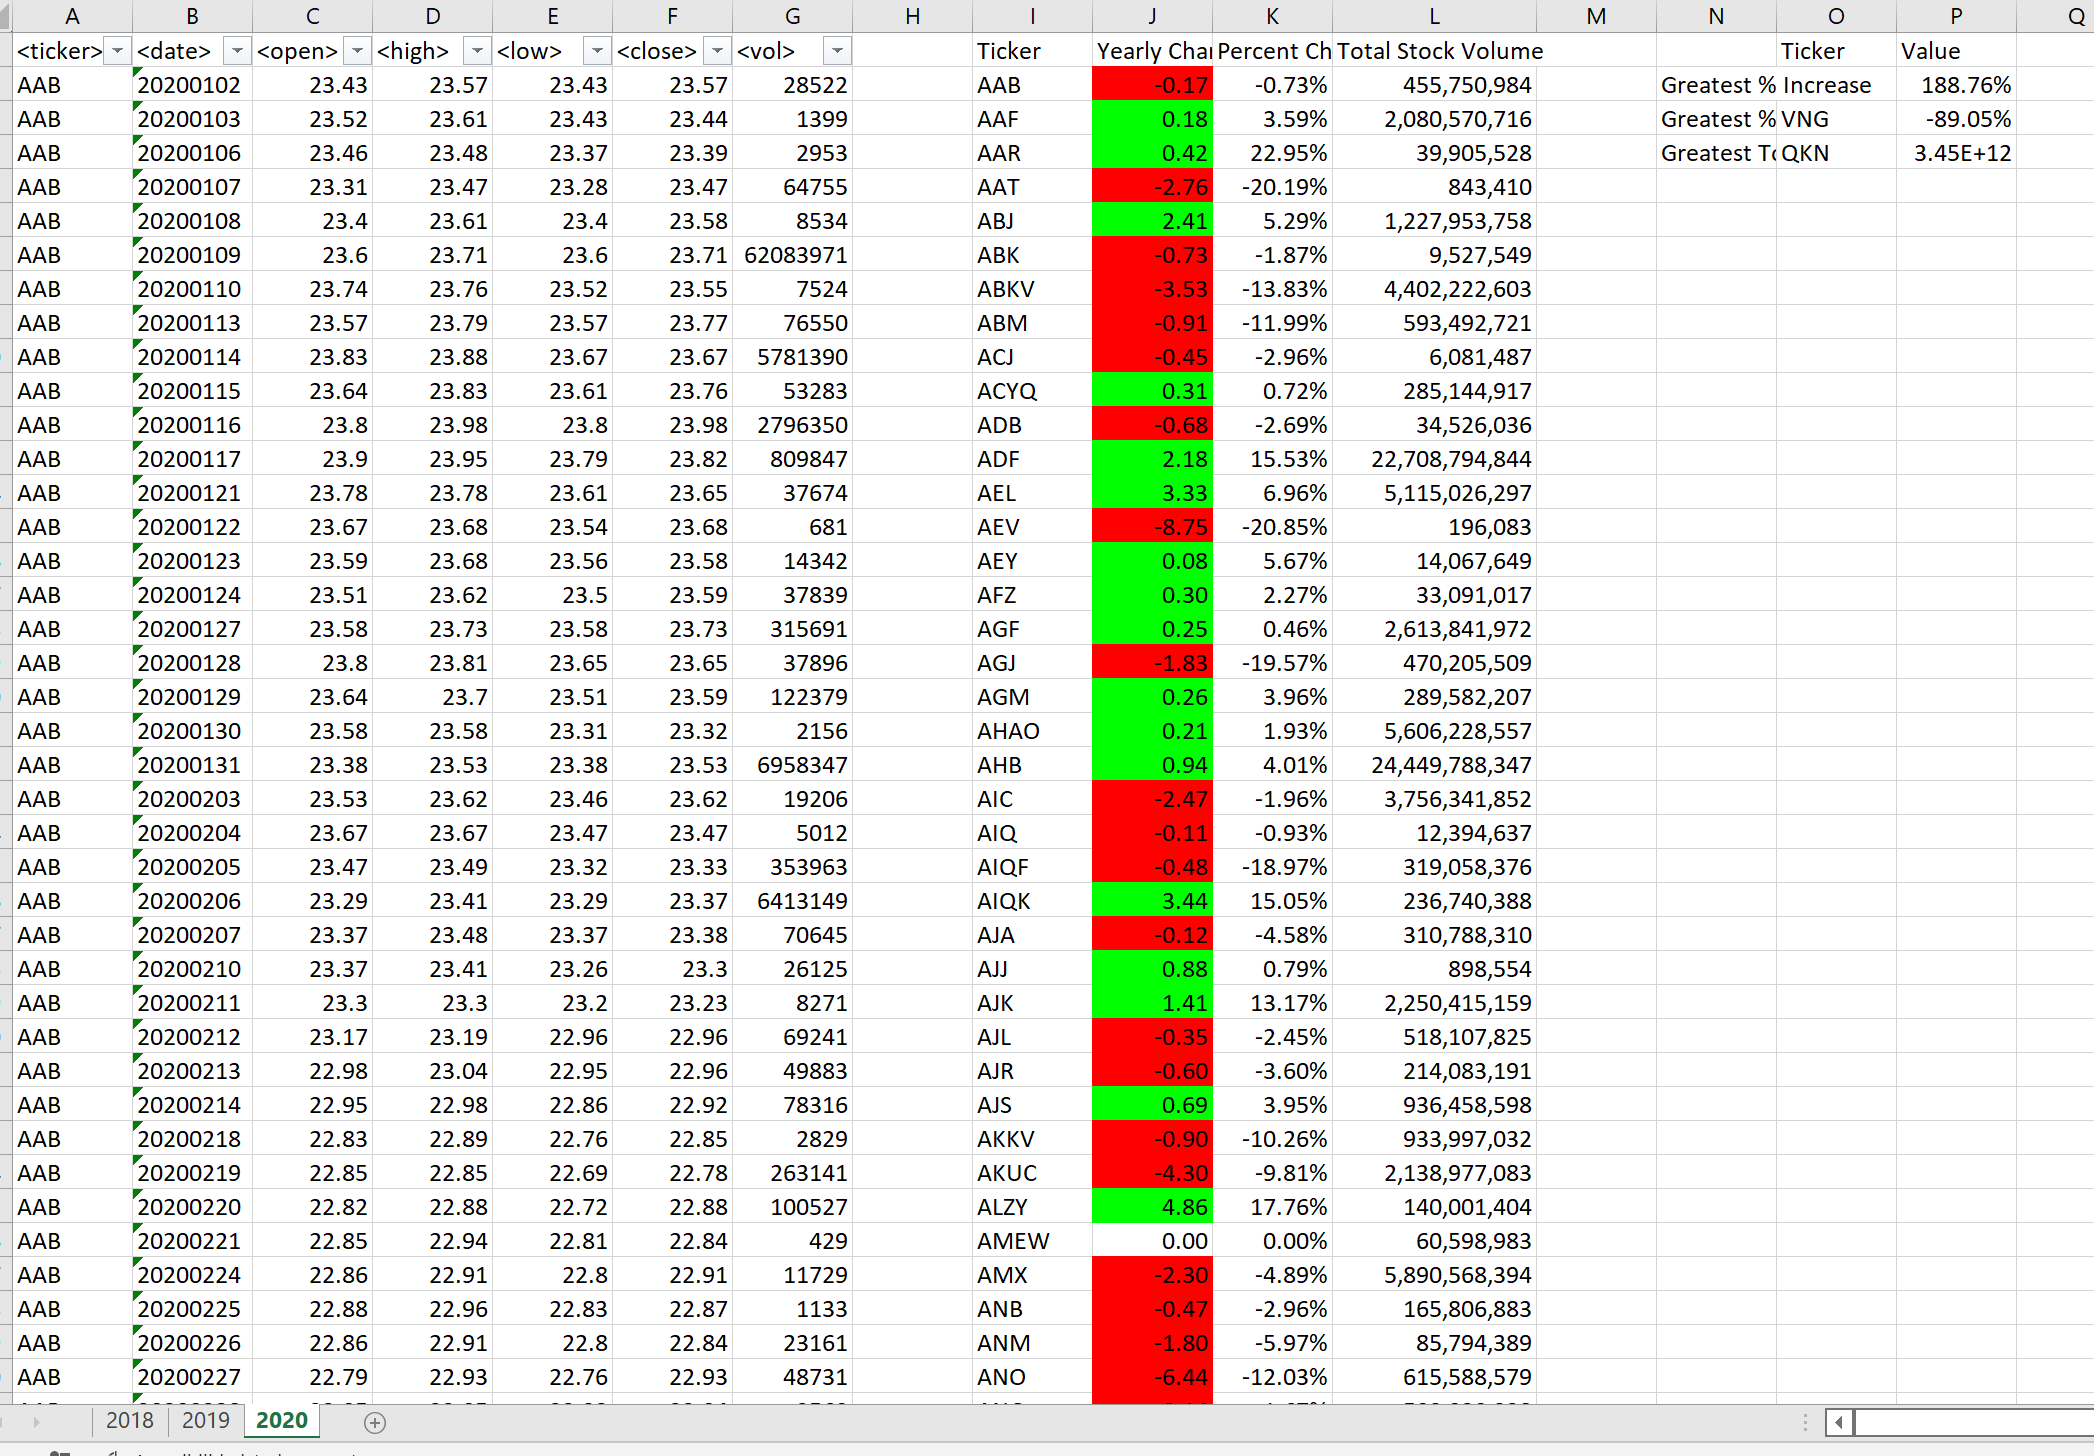 A B C D E F G H I J K L M N O P Q
<ticker> <date> <open> <high> <low> <close> <vol> Ticker Yearly Percent Total Stock Volume Ticker Value
AAB 20200102 23.43 23.57 23.43 23.57 28522 AAB -0.17 -0.73% 455,750,984 Greatest % Increase 188.76%
AAB 20200103 23.52 23.61 23.43 23.44 1399 AAF 0.18 3.59% 2,080,570,716 Greatest % VNG -89.05%
AAB 20200106 23.46 23.48 23.37 23.39 2953 AAR 0.42 22.95% 39,905,528 Greatest QKN 3.45E+12
AAB 20200107 23.31 23.47 23.28 23.47 64755 AAT -2.76 -20.19% 843,410
AAB 20200108 23.4 23.61 23.4 23.58 8534 ABJ 2.41 5.29% 1,227,953,758
AAB 20200109 23.6 23.71 23.6 23.71 62083971 ABK -0.73 -1.87% 9,527,549
AAB 20200110 23.74 23.76 23.52 23.55 7524 ABKV -3.53 -13.83% 4,402,222,603
AAB 20200113 23.57 23.79 23.57 23.77 76550 ABM -0.91 -11.99% 593,492,721
AAB 20200114 23.83 23.88 23.67 23.67 5781390 ACJ -0.45 -2.96% 6,081,487
AAB 20200115 23.64 23.83 23.61 23.76 53283 ACYQ 0.31 0.72% 285,144,917
AAB 20200116 23.8 23.98 23.8 23.98 2796350 ADB -0.68 -2.69% 34,526,036
AAB 20200117 23.9 23.95 23.79 23.82 809847 ADF 2.18 15.53% 22,708,794,844
AAB 20200121 23.78 23.78 23.61 23.65 37674 AEL 3.33 6.96% 5,115,026,297
AAB 20200122 23.67 23.68 23.54 23.68 681 AEV -8.75 -20.85% 196,083
AAB 20200123 23.59 23.68 23.56 23.58 14342 AEY 0.08 5.67% 14,067,649
AAB 20200124 23.51 23.62 23.5 23.59 37839 AFZ 0.30 2.27% 33,091,017
AAB 20200127 23.58 23.73 23.58 23.73 315691 AGF 0.25 0.46% 2,613,841,972
AAB 20200128 23.8 23.81 23.65 23.65 37896 AGJ -1.83 -19.57% 470,205,509
AAB 20200129 23.64 23.7 23.51 23.59 122379 AGM 0.26 3.96% 289,582,207
AAB 20200130 23.58 23.58 23.31 23.32 2156 AHAO 0.21 1.93% 5,606,228,557
AAB 20200131 23.38 23.53 23.38 23.53 6958347 AHB 0.94 4.01% 24,449,788,347
AAB 20200203 23.53 23.62 23.46 23.62 19206 AIC -2.47 -1.96% 3,756,341,852
AAB 20200204 23.67 23.67 23.47 23.47 5012 AIQ -0.11 -0.93% 12,394,637
AAB 20200205 23.47 23.49 23.32 23.33 353963 AIQF -0.48 -18.97% 319,058,376
AAB 20200206 23.29 23.41 23.29 23.37 6413149 AIQK 3.44 15.05% 236,740,388
AAB 20200207 23.37 23.48 23.37 23.38 70645 AJA -0.12 -4.58% 310,788,310
AAB 20200210 23.37 23.41 23.26 23.3 26125 AJJ 0.88 0.79% 898,554
AAB 20200211 23.3 23.3 23.2 23.23 8271 AJK 1.41 13.17% 2,250,415,159
AAB 20200212 23.17 23.19 22.96 22.96 69241 AJL -0.35 -2.45% 518,107,825
AAB 20200213 22.98 23.04 22.95 22.96 49883 AJR -0.60 -3.60% 214,083,191
AAB 20200214 22.95 22.98 22.86 22.92 78316 AJS 0.69 3.95% 936,458,598
AAB 20200218 22.83 22.89 22.76 22.85 2829 AKKV -0.90 -10.26% 933,997,032
AAB 20200219 22.85 22.85 22.69 22.78 263141 AKUC -4.30 -9.81% 2,138,977,083
AAB 20200220 22.82 22.88 22.72 22.88 100527 ALZY 4.86 17.76% 140,001,404
AAB 20200221 22.85 22.94 22.81 22.84 429 AMEW 0.00 0.00% 60,598,983
AAB 20200224 22.86 22.91 22.8 22.91 11729 AMX -2.30 -4.89% 5,890,568,394
AAB 20200225 22.88 22.96 22.83 22.87 1133 ANB -0.47 -2.96% 165,806,883
AAB 20200226 22.86 22.91 22.8 22.84 23161 ANM -1.80 -5.97% 85,794,389
AAB 20200227 22.79 22.93 22.76 22.93 48731 ANO -6.44 -12.03% 615,588,579
2018 2019 2020